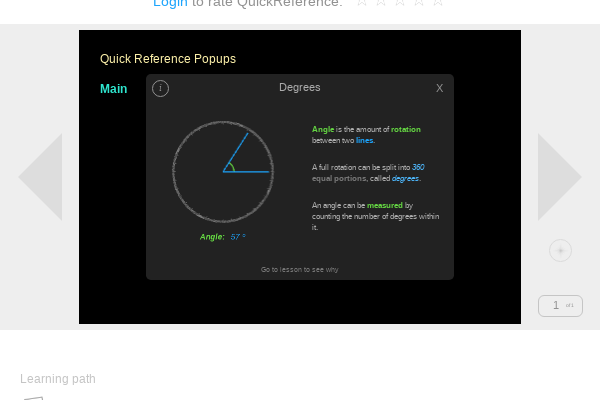 Login to rate QuickReference.
Quick Reference Popups
Main
i
Degrees
X
Angle is the amount of rotation
between two lines.
A full rotation can be split into 360
equal portions, called degrees.
An angle can be measured by
counting the number of degrees within
it.
Angle: 57 °
Go to lesson to see why
1
Learning path